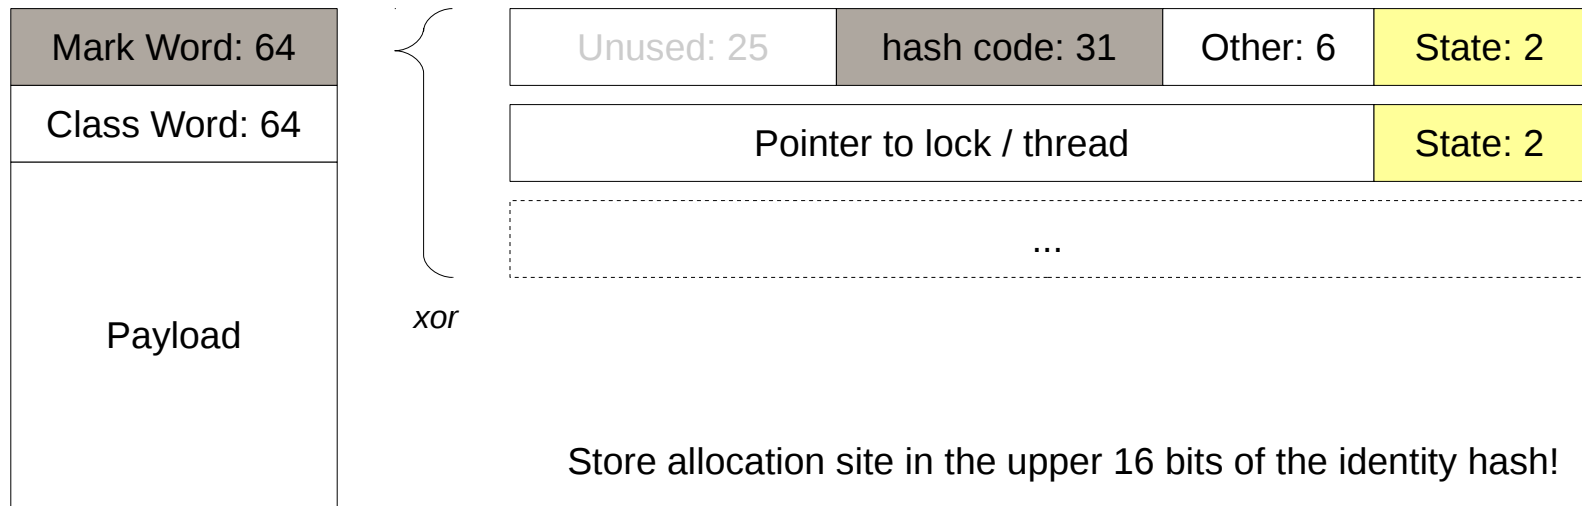 Mark Word: 64
Class Word: 64
Payload
xor
Unused: 25
hash code: 31
Other: 6
State: 2
Pointer to lock / thread
State: 2
...
Store allocation site in the upper 16 bits of the identity hash!